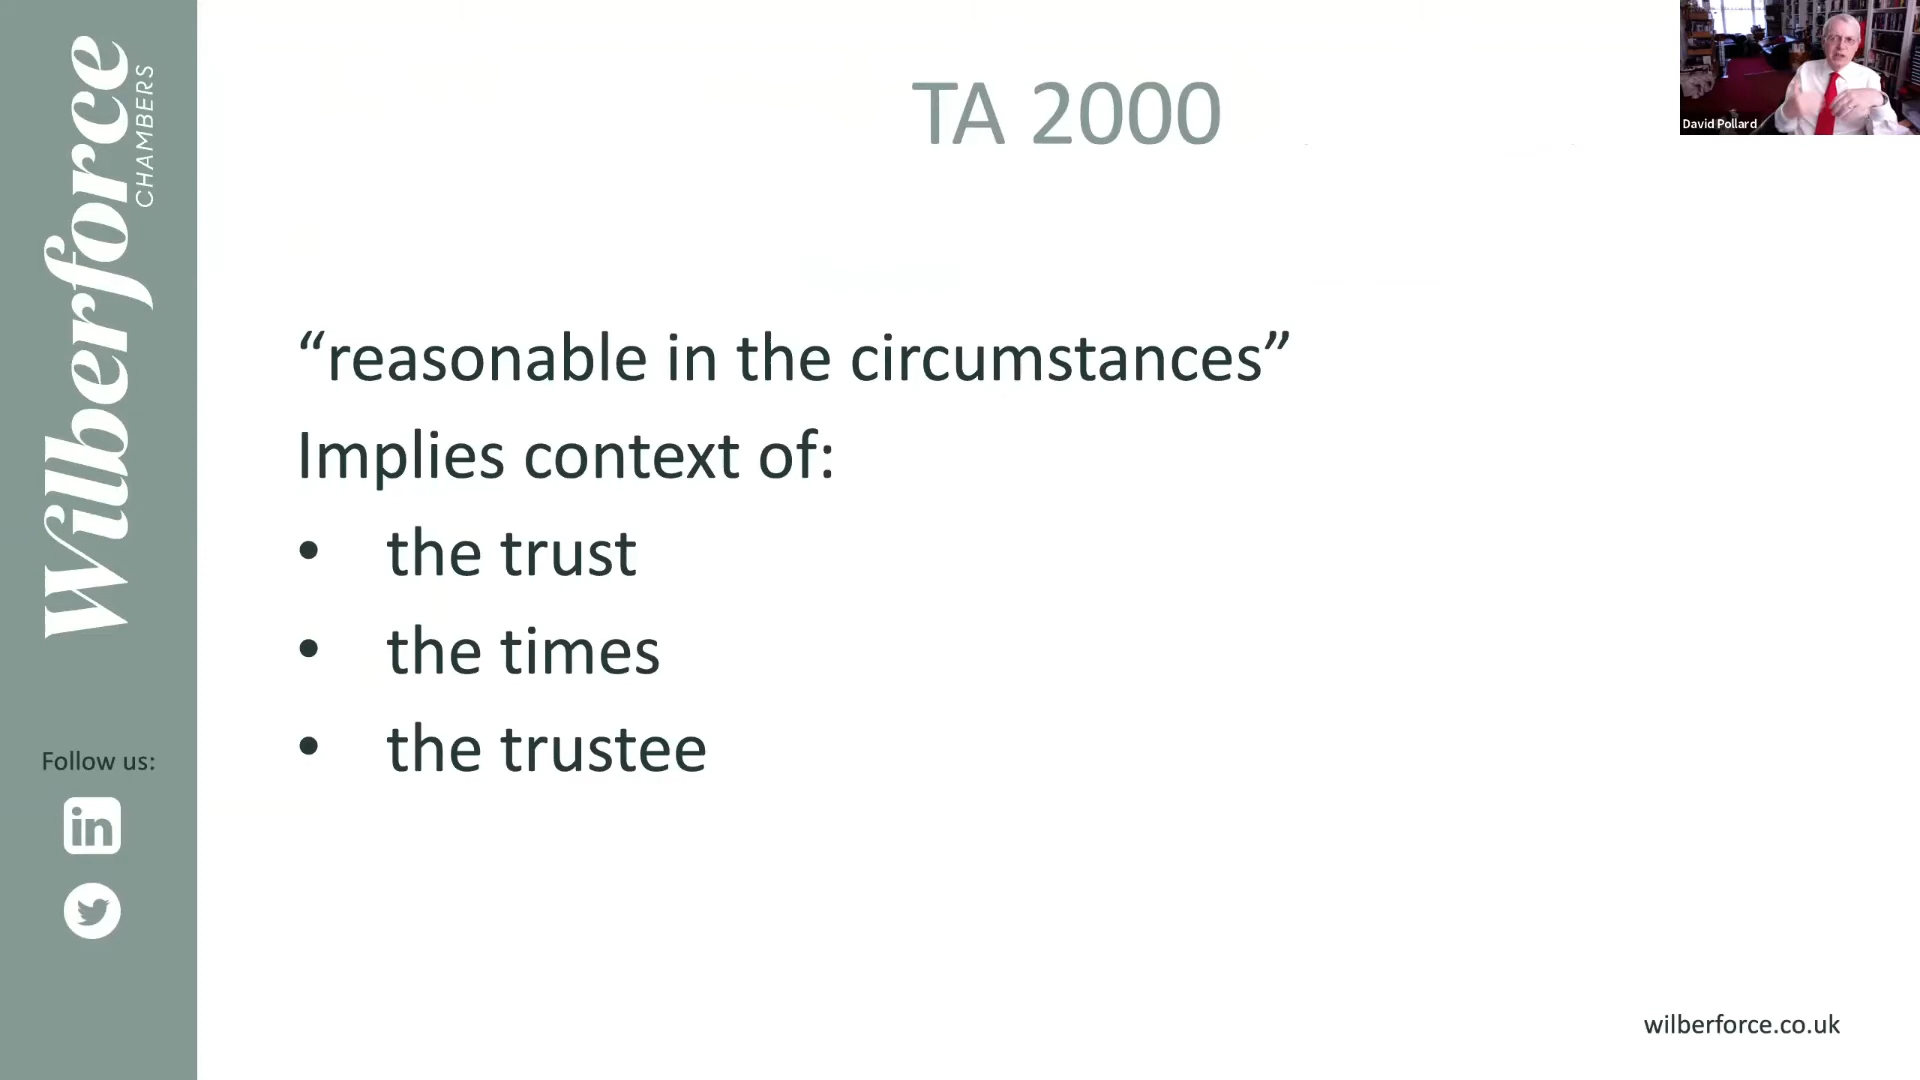 Wilberforce
CHAMBERS
TA 2000
David Pollard
“reasonable in the circumstances”
Implies context of:
• the trust
• the times
• the trustee
Follow us:
in
wilberforce.co.uk